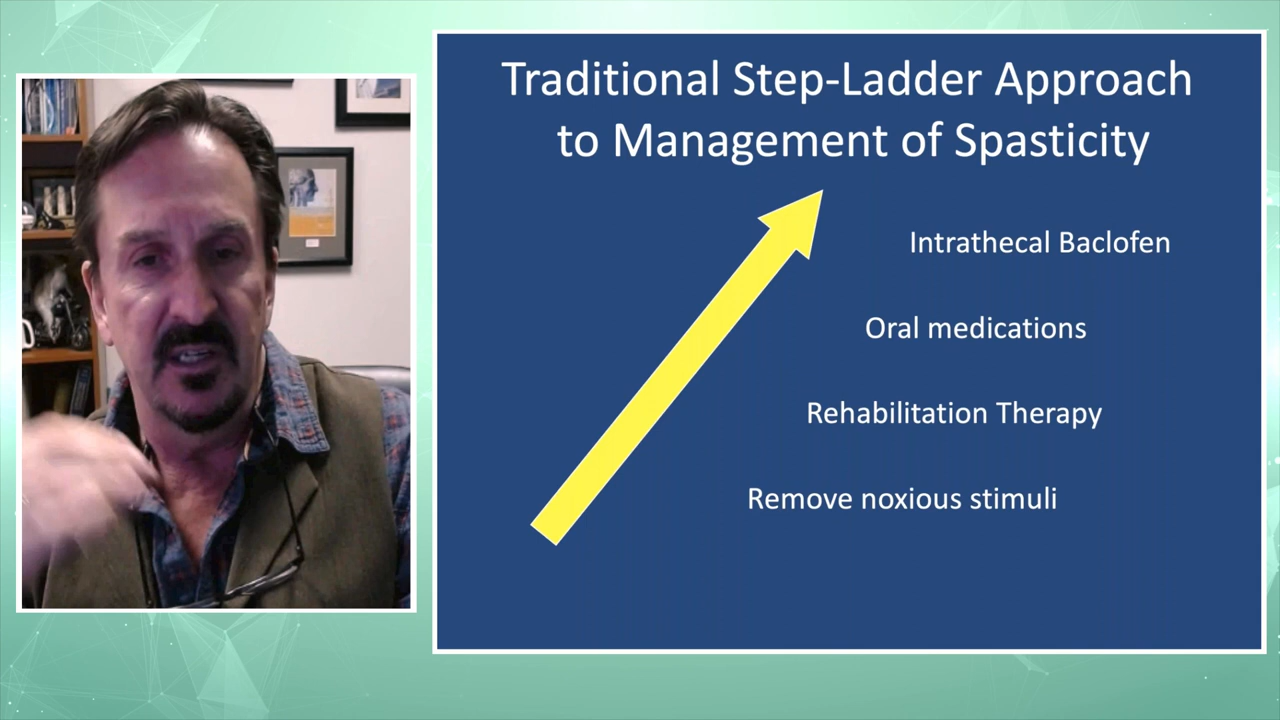 Traditional Step-Ladder Approach
to Management of Spasticity
Intrathecal Baclofen
Oral medications
Rehabilitation Therapy
Remove noxious stimuli